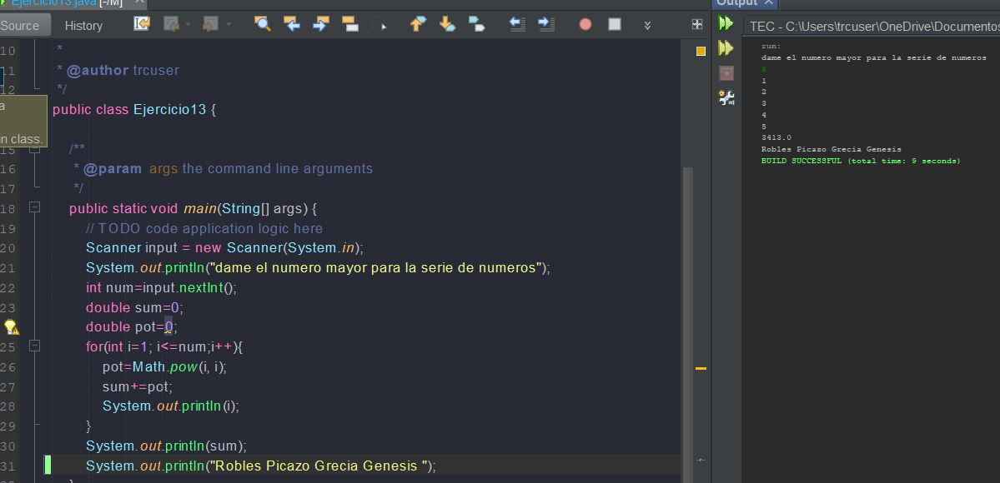 Ejercicio13.java [-/M]
Source History
10 *
11 * @author trcuser
12 */
public class Ejercicio13 {
a
in class.
15 /**
16 * @param args the command line arguments
17 */
18 public static void main(String[] args) {
19 // TODO code application logic here
20 Scanner input = new Scanner(System.in);
21 System.out.println("dame el numero mayor para la serie de numeros");
22 int num=input.nextInt();
23 double sum=0;
double pot=0;
25 for(int i=1; i<=num;i++){
26 pot=Math.pow(i, i);
27 sum+=pot;
28 System.out.println(i);
29 }
30 System.out.println(sum);
31 System.out.println("Robles Picazo Grecia Genesis ");
}
Output
TEC - C:\Users\trcuser\OneDrive\Documentos
run:
dame el numero mayor para la serie de numeros
5
1
2
3
4
5
3413.0
Robles Picazo Grecia Genesis
BUILD SUCCESSFUL (total time: 9 seconds)